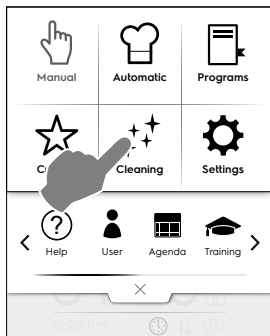 Manual Automatic Programs
Cleaning Settings
? Help User Agenda Training
01.20 h.m